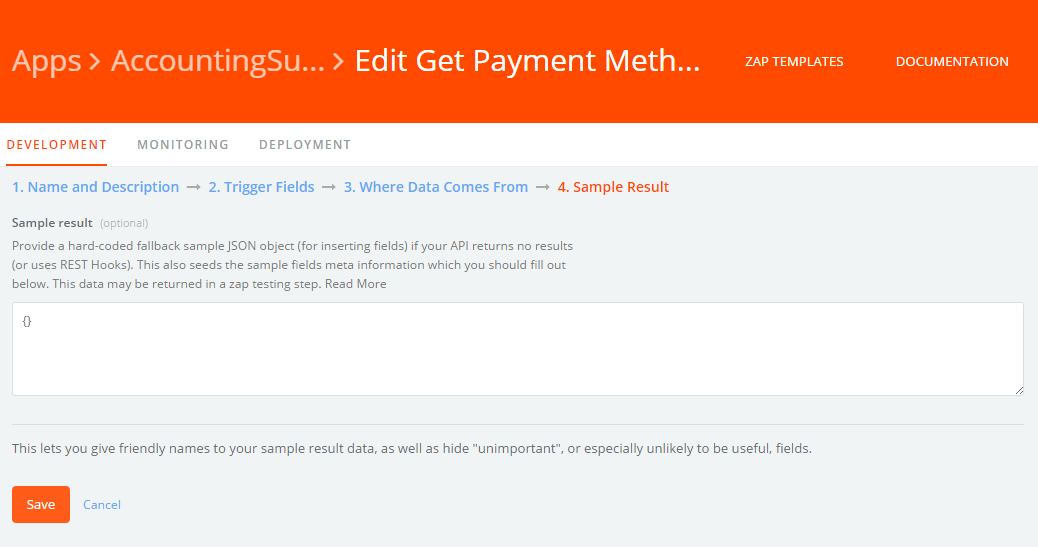 Apps > AccountingSu... > Edit Get Payment Meth... ZAP TEMPLATES DOCUMENTATION
DEVELOPMENT MONITORING DEPLOYMENT
1. Name and Description → 2. Trigger Fields → 3. Where Data Comes From → 4. Sample Result
Sample result (optional)
Provide a hard-coded fallback sample JSON object (for inserting fields) if your API returns no results
(or uses REST Hooks). This also seeds the sample fields meta information which you should fill out
below. This data may be returned in a zap testing step. Read More
{}
This lets you give friendly names to your sample result data, as well as hide "unimportant", or especially unlikely to be useful, fields.
Save Cancel